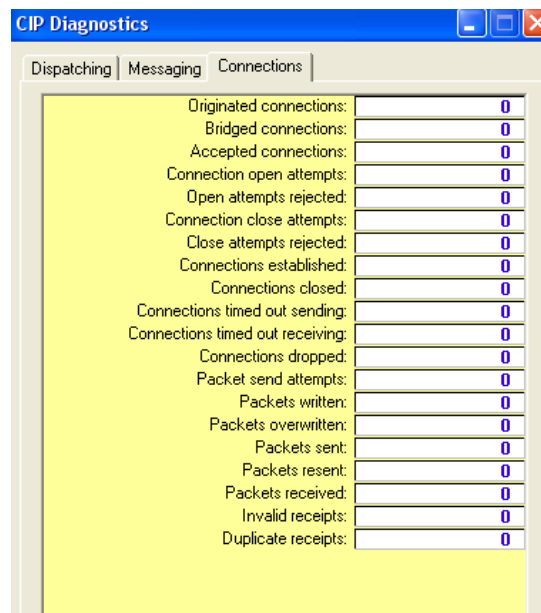 CIP Diagnostics
Dispatching Messaging Connections
Originated connections: 0
Bridged connections: 0
Accepted connections: 0
Connection open attempts: 0
Open attempts rejected: 0
Connection close attempts: 0
Close attempts rejected: 0
Connections established: 0
Connections closed: 0
Connections timed out sending: 0
Connections timed out receiving: 0
Connections dropped: 0
Packet send attempts: 0
Packets written: 0
Packets overwritten: 0
Packets sent: 0
Packets resent: 0
Packets received: 0
Invalid receipts: 0
Duplicate receipts: 0